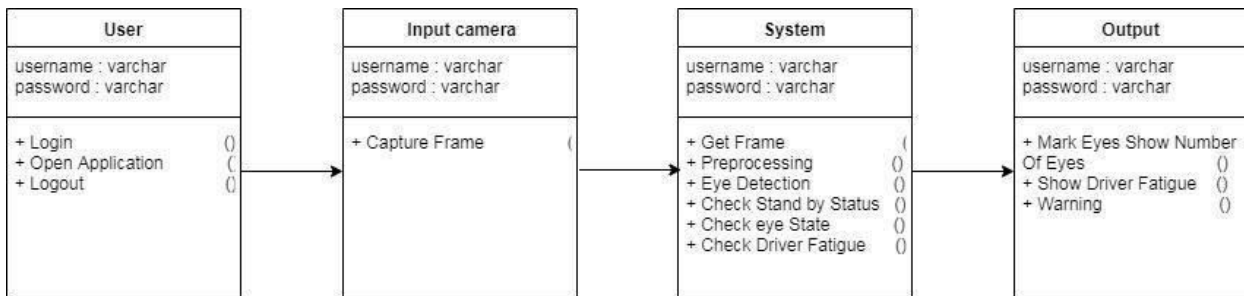 User
username : varchar
password : varchar
+ Login ()
+ Open Application (
+ Logout ()
Input camera
username : varchar
password : varchar
+ Capture Frame (
System
username : varchar
password : varchar
+ Get Frame (
+ Preprocessing ()
+ Eye Detection ()
+ Check Stand by Status ()
+ Check eye State ()
+ Check Driver Fatigue ()
Output
username : varchar
password : varchar
+ Mark Eyes Show Number
Of Eyes ()
+ Show Driver Fatigue ()
+ Warning ()